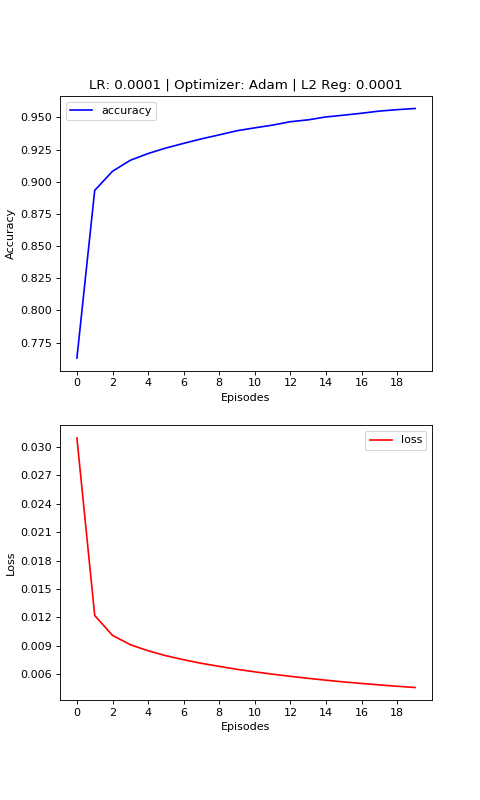 LR: 0.0001 | Optimizer: Adam | L2 Reg: 0.0001
accuracy
0.950
0.925
0.900
0.875
0.850
0.825
0.800
0.775
Accuracy
0 2 4 6 8 10 12 14 16 18
Episodes
loss
0.030
0.027
0.024
0.021
0.018
0.015
0.012
0.009
0.006
Loss
0 2 4 6 8 10 12 14 16 18
Episodes